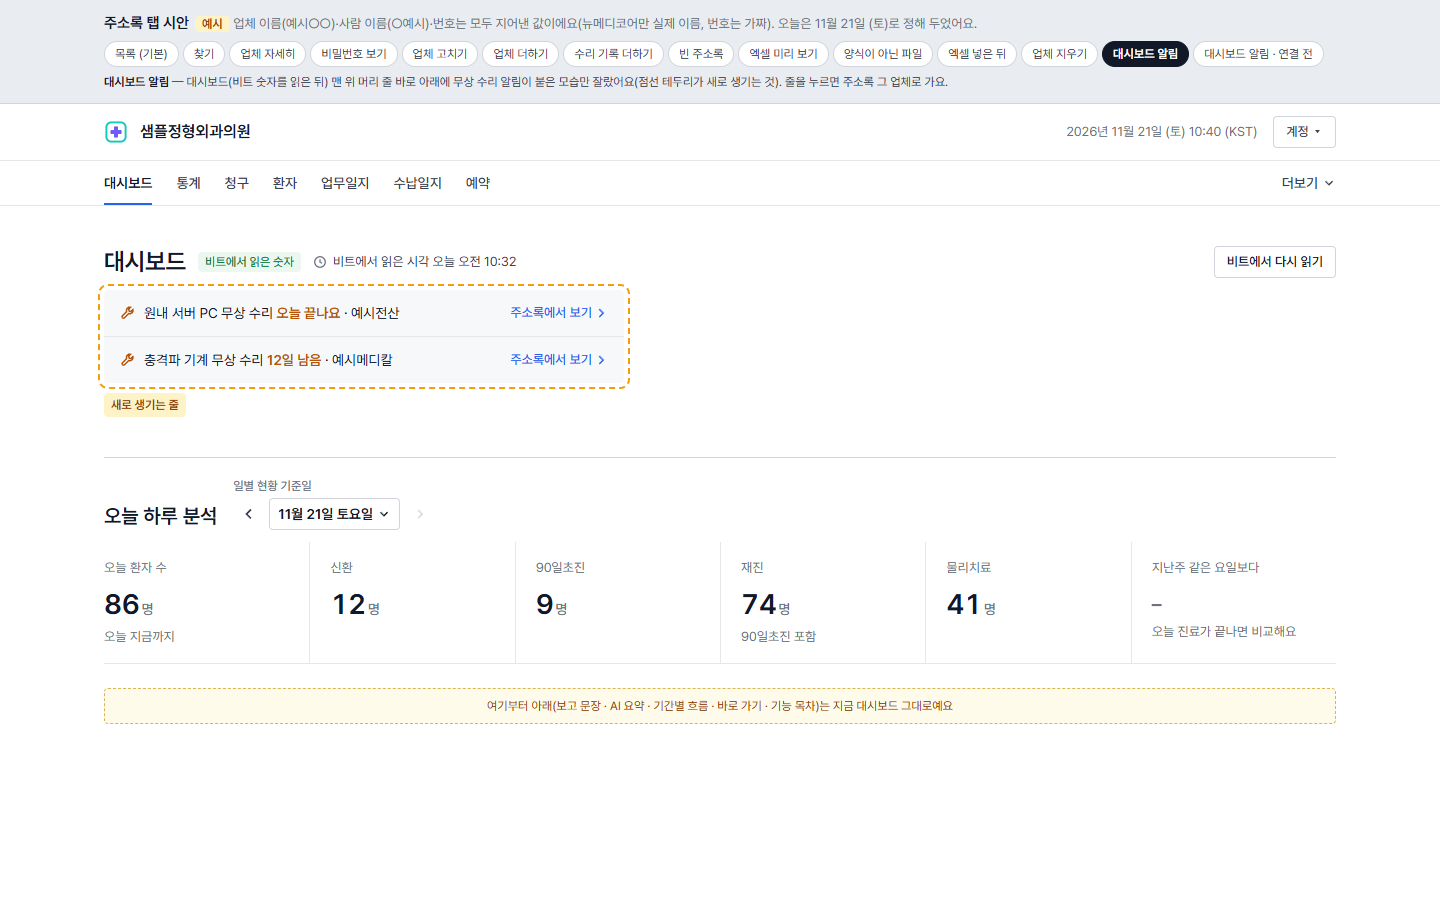 주소록 탭 시안 예시 업체 이름(예시○○)·사람 이름(○예시)·번호는 모두 지어낸 값이에요(뉴메디코어만 실제 이름, 번호는 가짜). 오늘은 11월 21일 (토)로 정해 두었어요.
목록 (기본) 찾기 업체 자세히 비밀번호 보기 업체 고치기 업체 더하기 수리 기록 더하기 빈 주소록 엑셀 미리 보기 양식이 아닌 파일 엑셀 넣은 뒤 업체 지우기 대시보드 알림 대시보드 알림 · 연결 전
대시보드 알림 — 대시보드(비트 숫자를 읽은 뒤) 맨 위 머리 줄 바로 아래에 무상 수리 알림이 붙은 모습만 잘랐어요(점선 테두리가 새로 생기는 것). 줄을 누르면 주소록 그 업체로 가요.
샘플정형외과의원
2026년 11월 21일 (토) 10:40 (KST) 계정
대시보드 통계 청구 환자 업무일지 수납일지 예약 더보기
대시보드 비트에서 읽은 숫자 비트에서 읽은 시각 오늘 오전 10:32 비트에서 다시 읽기
원내 서버 PC 무상 수리 오늘 끝나요 · 예시전산 주소록에서 보기
충격파 기계 무상 수리 12일 남음 · 예시메디칼 주소록에서 보기
새로 생기는 줄
일별 현황 기준일
오늘 하루 분석 11월 21일 토요일
오늘 환자 수 신환 90일초진 재진 물리치료 지난주 같은 요일보다
86명 12명 9명 74명 41명 –
오늘 지금까지 90일초진 포함 오늘 진료가 끝나면 비교해요
여기부터 아래(보고 문장 · AI 요약 · 기간별 흐름 · 바로 가기 · 기능 목차)는 지금 대시보드 그대로예요